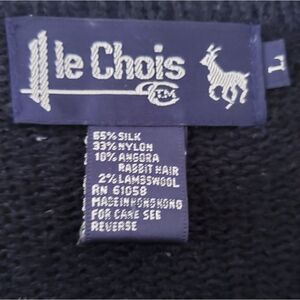 le Chois
T.M.
L
55% SILK
33% NYLON
10% ANGORA
RABBIT HAIR
2% LAMBSWOOL
RN 61058
MADE IN HONG KONG
FOR CARE SEE
REVERSE